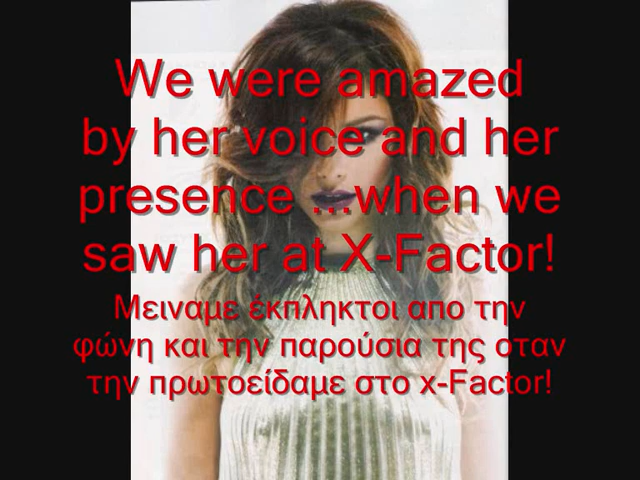 We were amazed
by her voice and her
presence ...when we
saw her at X-Factor!
Μειναμε έκπληκτοι απο την
φώνη και την παρούσια της οταν
την πρωτοείδαμε στο x-Factor!